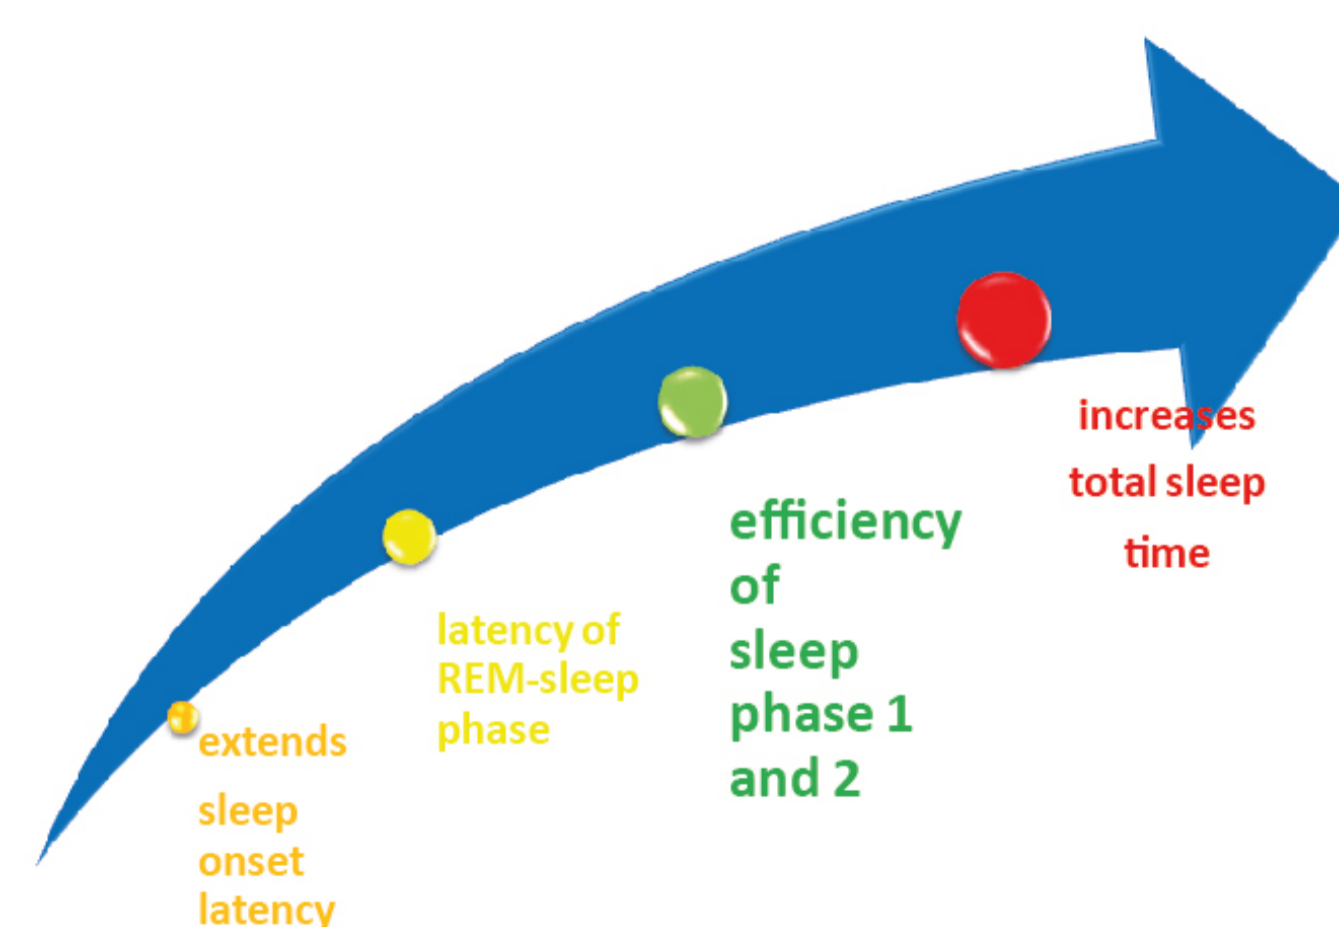 extends
sleep
onset
latency
latency of
REM-sleep
phase
efficiency
of
sleep
phase 1
and 2
increases
total sleep
time